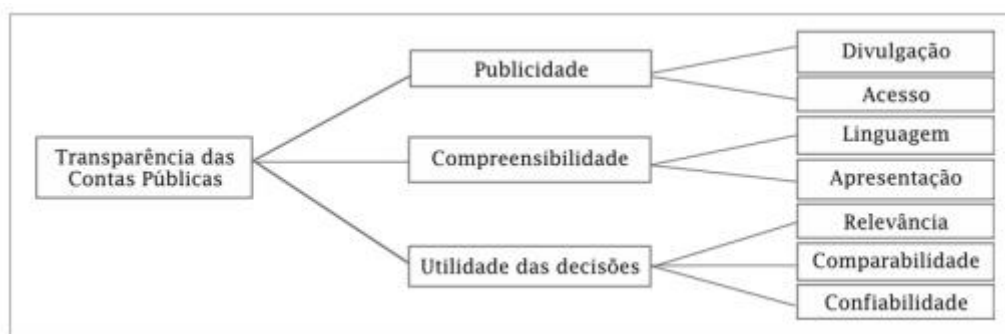 Transparência das
Contas Públicas
Publicidade
Divulgação
Acesso
Compreensibilidade
Linguagem
Apresentação
Utilidade das decisões
Relevância
Comparabilidade
Confiabilidade